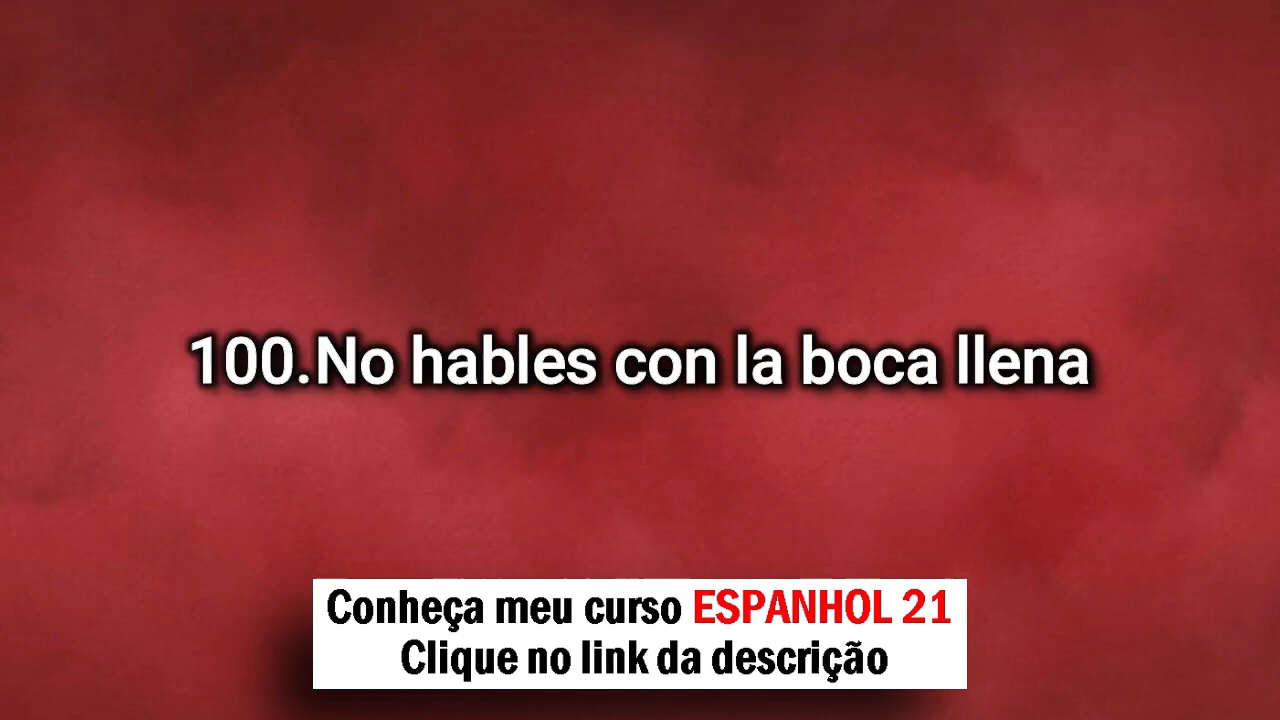 100.No hables con la boca llena
Conheça meu curso ESPANHOL 21
Clique no link da descrição